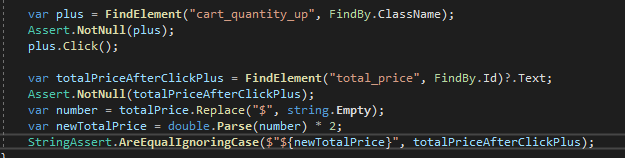 var plus = FindElement("cart_quantity_up", FindBy.ClassName);
Assert.NotNull(plus);
plus.Click();
var totalPriceAfterClickPlus = FindElement("total_price", FindBy.Id)?.Text;
Assert.NotNull(totalPriceAfterClickPlus);
var number = totalPrice.Replace("$", string.Empty);
var newTotalPrice = double.Parse(number) * 2;
StringAssert.AreEqualIgnoringCase($"${newTotalPrice}", totalPriceAfterClickPlus);
}